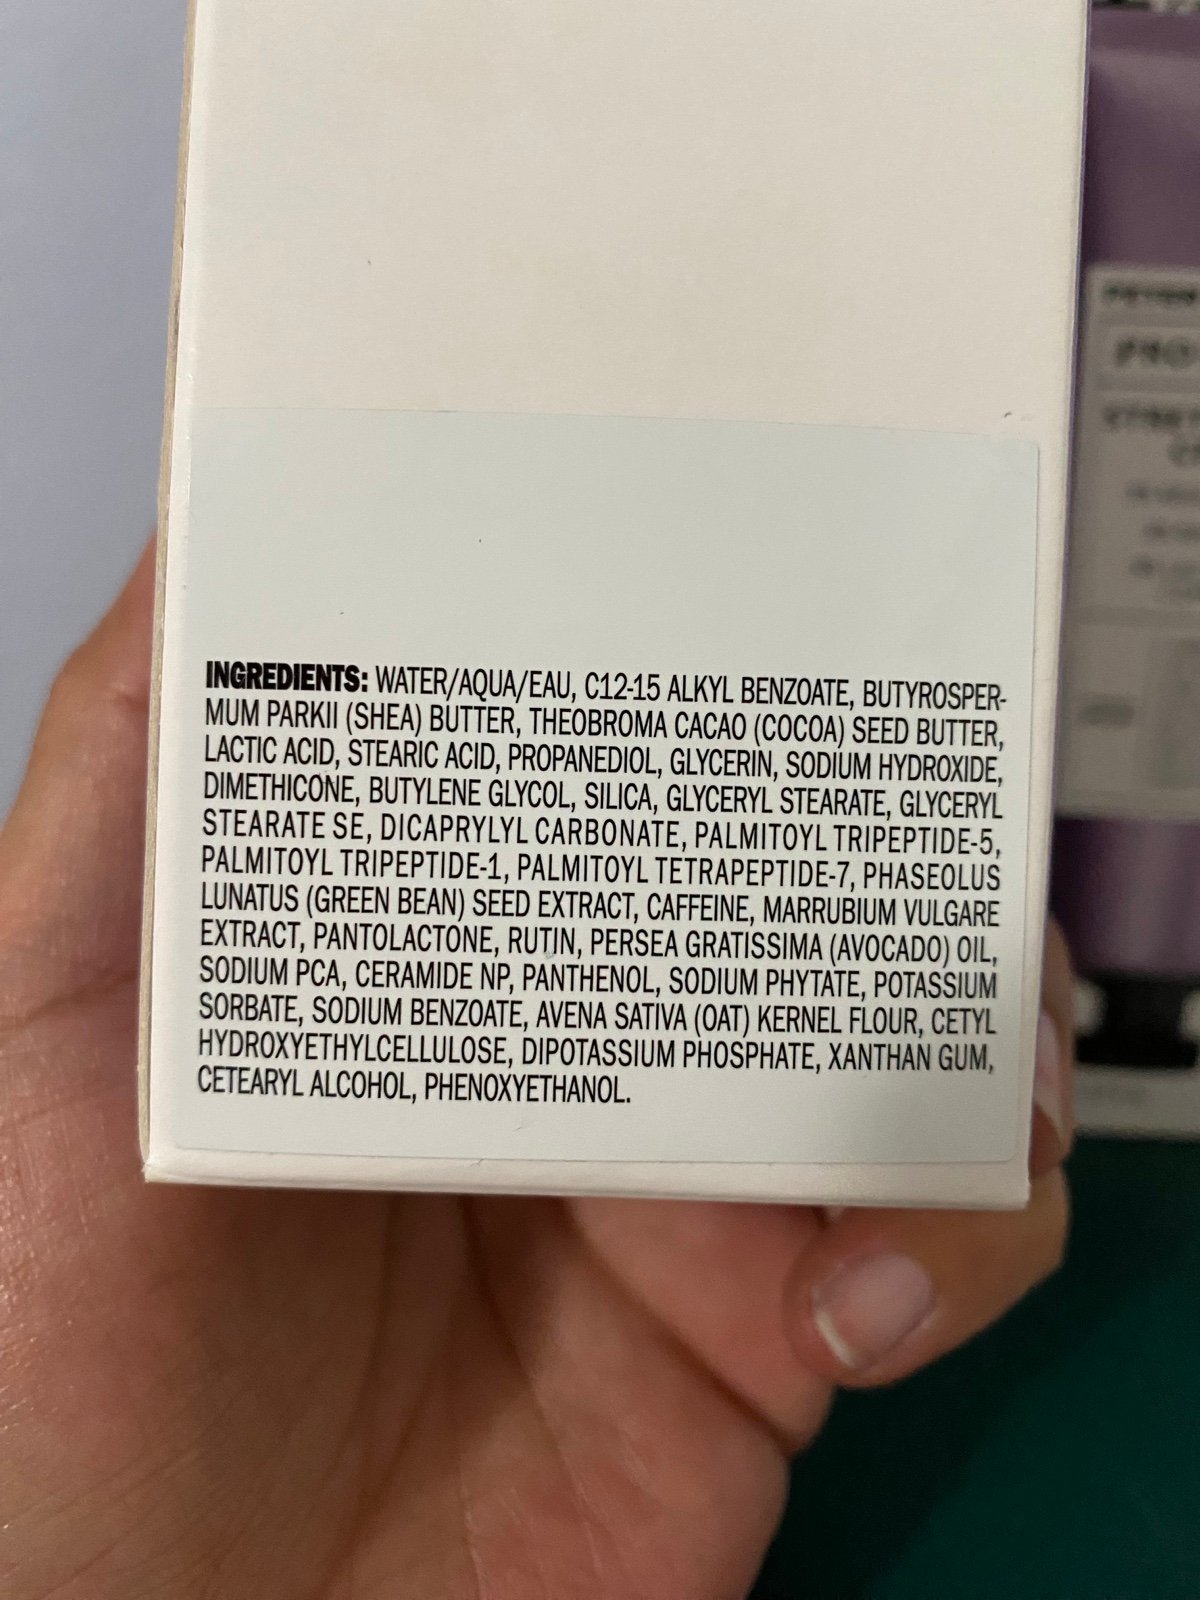 INGREDIENTS: WATER/AQUA/EAU, C12-15 ALKYL BENZOATE, BUTYROSPER-
MUM PARKII (SHEA) BUTTER, THEOBROMA CACAO (COCOA) SEED BUTTER,
LACTIC ACID, STEARIC ACID, PROPANEDIOL, GLYCERIN, SODIUM HYDROXIDE,
DIMETHICONE, BUTYLENE GLYCOL, SILICA, GLYCERYL STEARATE, GLYCERYL
STEARATE SE, DICAPRYLYL CARBONATE, PALMITOYL TRIPEPTIDE-5,
PALMITOYL TRIPEPTIDE-1, PALMITOYL TETRAPEPTIDE-7, PHASEOLUS
LUNATUS (GREEN BEAN) SEED EXTRACT, CAFFEINE, MARRUBIUM VULGARE
EXTRACT, PANTOLACTONE, RUTIN, PERSEA GRATISSIMA (AVOCADO) OIL,
SODIUM PCA, CERAMIDE NP, PANTHENOL, SODIUM PHYTATE, POTASSIUM
SORBATE, SODIUM BENZOATE, AVENA SATIVA (OAT) KERNEL FLOUR, CETYL
HYDROXYETHYLCELLULOSE, DIPOTASSIUM PHOSPHATE, XANTHAN GUM,
CETEARYL ALCOHOL, PHENOXYETHANOL.
PRO